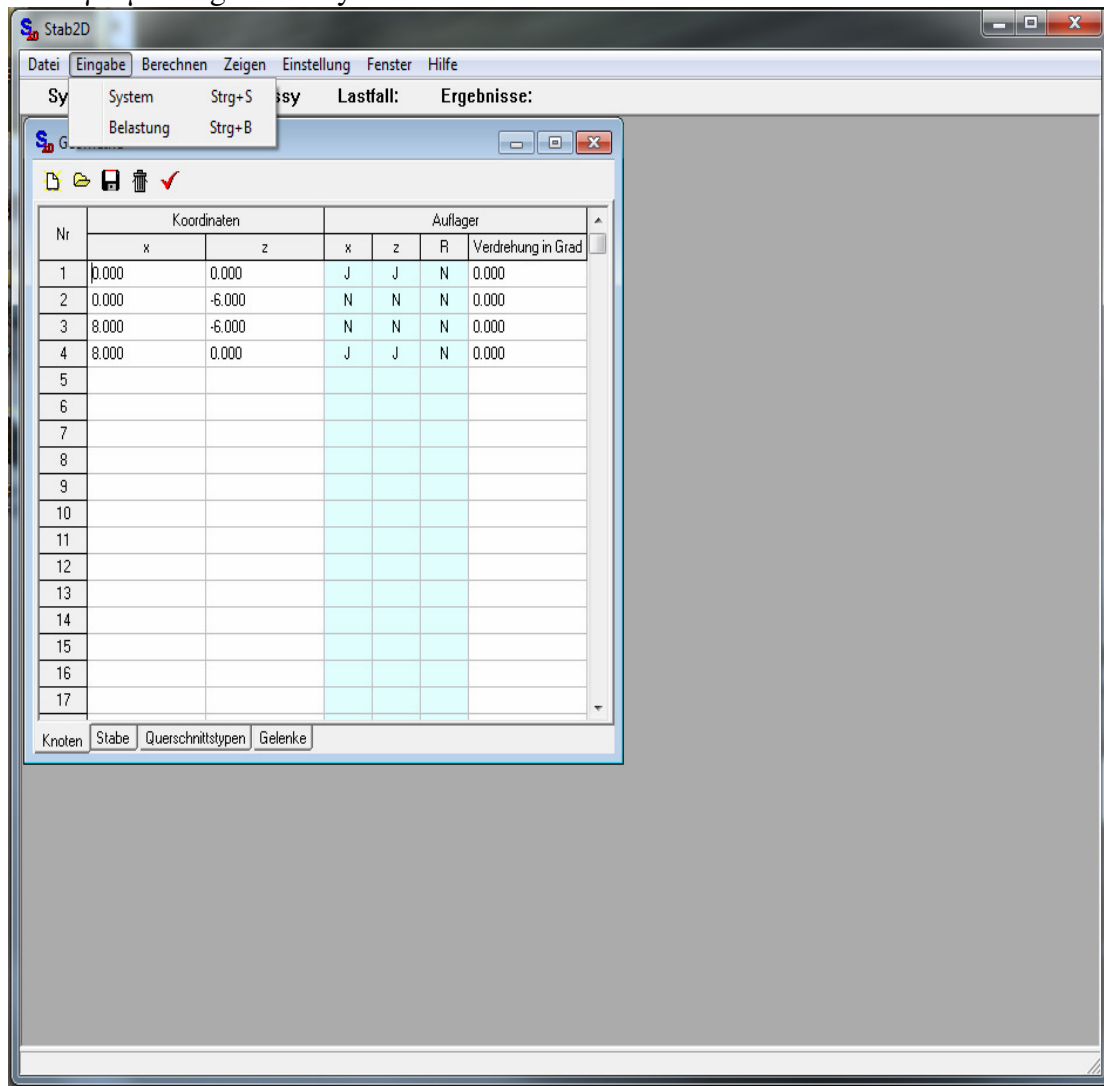 Stab2D
Datei Eingabe Berechnen Zeigen Einstellung Fenster Hilfe
Sy ssy Lastfall: Ergebnisse:
System Strg+S
Belastung Strg+B
Nr Koordinaten Auflager
x z x z R Verdrehung in Grad
1 0.000 0.000 J J N 0.000
2 0.000 -6.000 N N N 0.000
3 8.000 -6.000 N N N 0.000
4 8.000 0.000 J J N 0.000
5
6
7
8
9
10
11
12
13
14
15
16
17
Knoten Stabe Querschnittstypen Gelenke